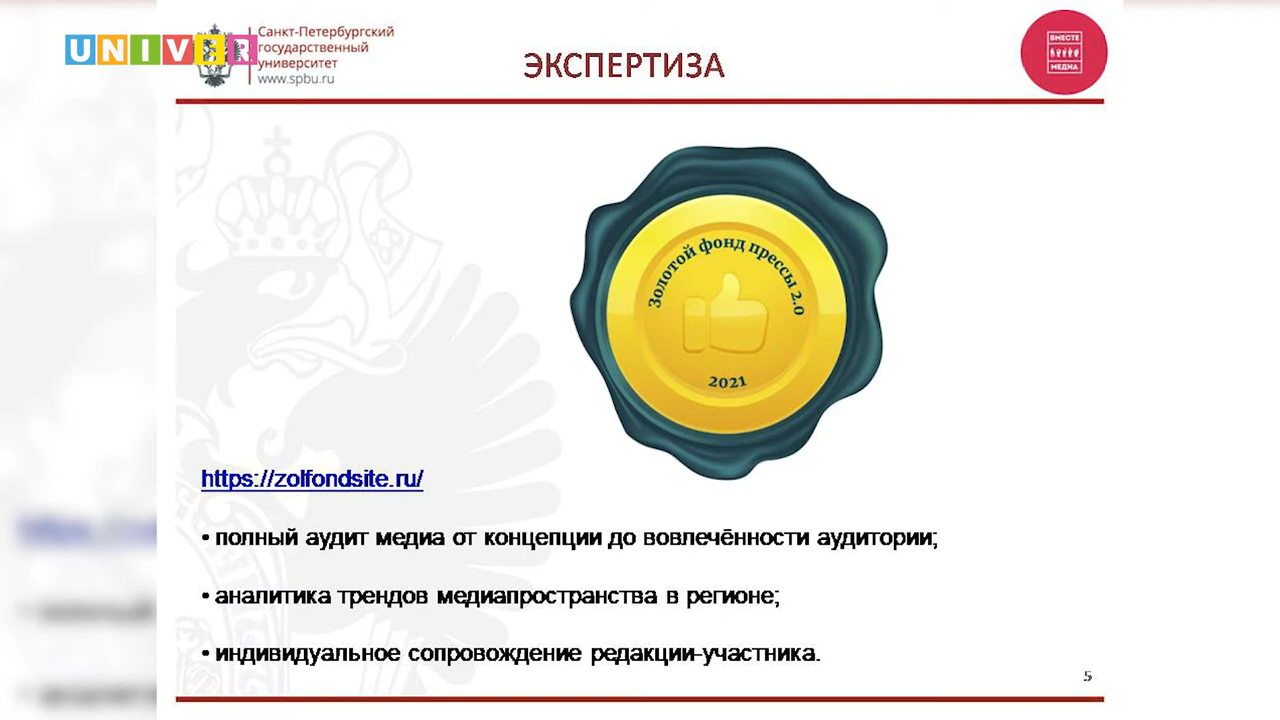 UNIVER
Санкт-Петербургский
государственный
университет
www.spbu.ru
ЭКСПЕРТИЗА
ВМЕСТЕ
МЕДИА
Золотой фонд прессы 2.0
2021
https://zolfondsite.ru/
• полный аудит медиа от концепции до вовлечённости аудитории;
• аналитика трендов медиапространства в регионе;
• индивидуальное сопровождение редакции-участника.
5